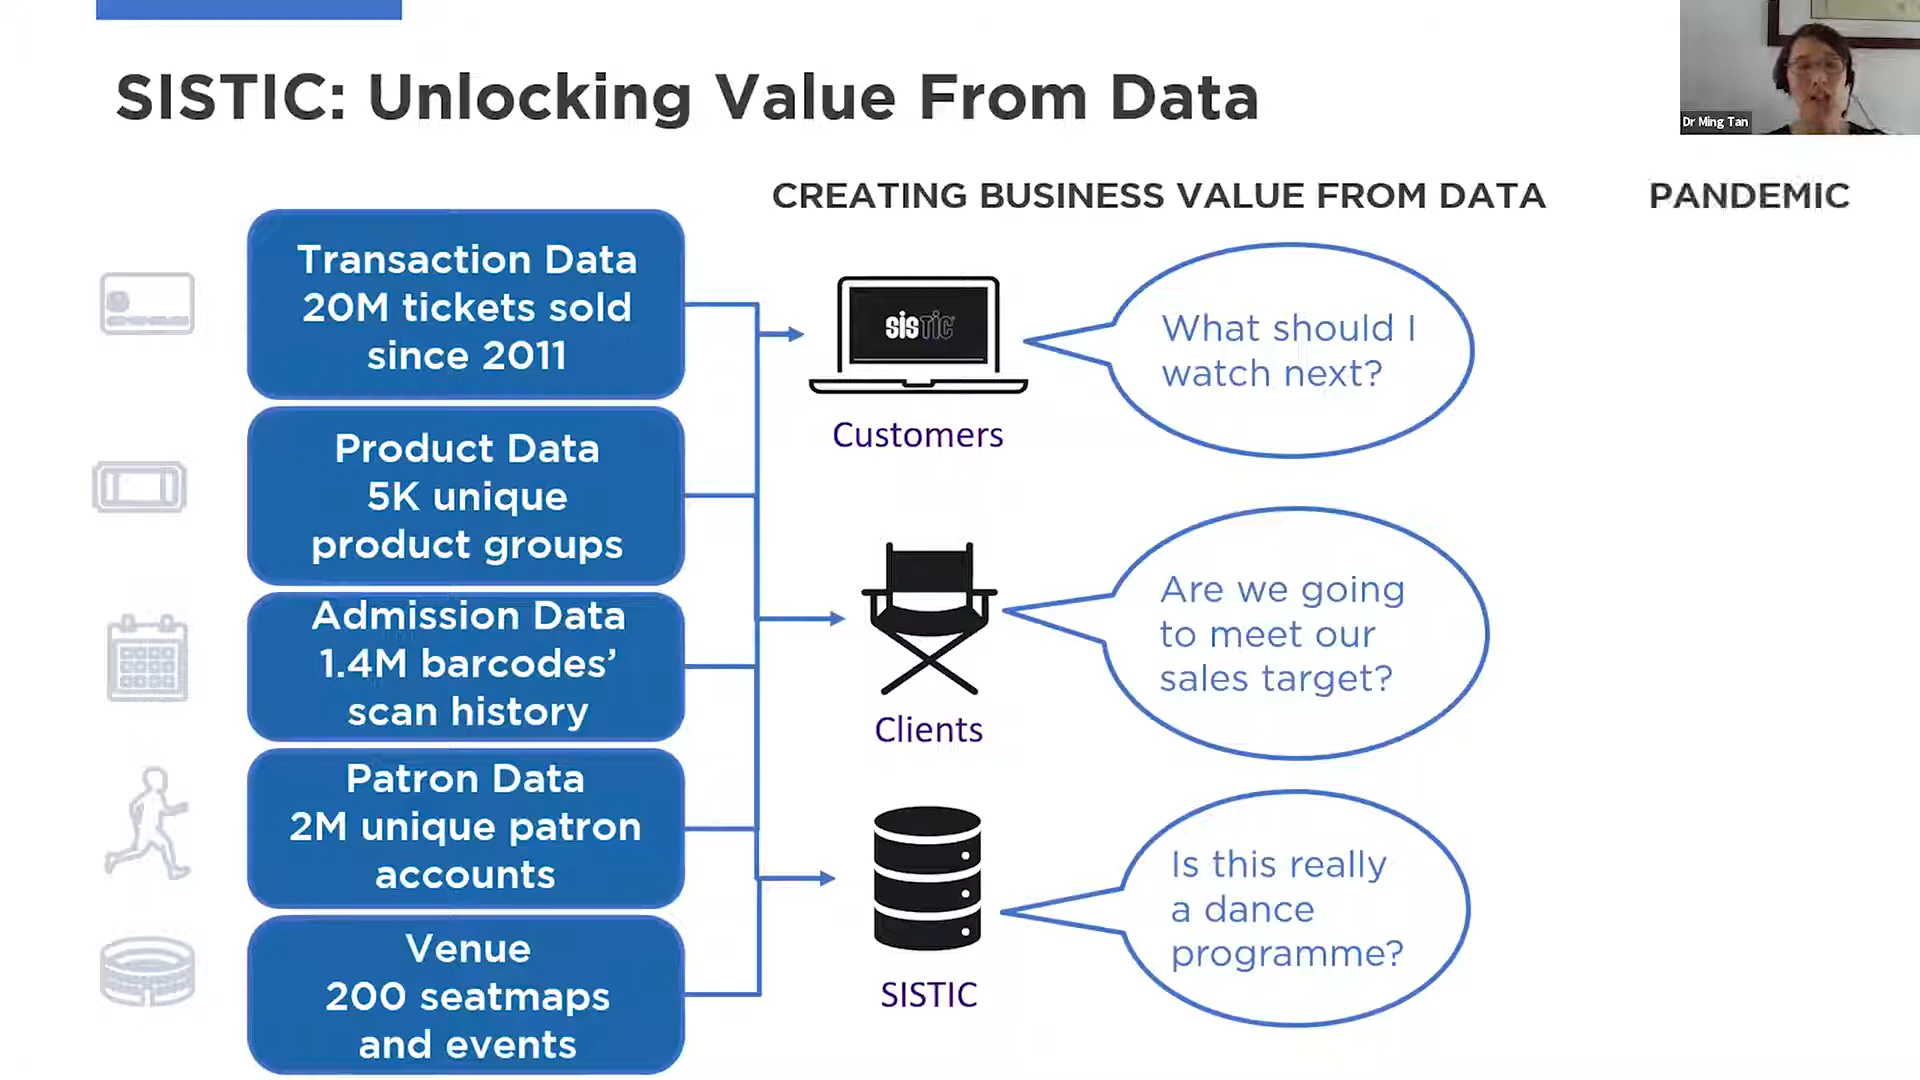 SISTIC: Unlocking Value From Data
Dr Ming Tan
CREATING BUSINESS VALUE FROM DATA
PANDEMIC
Transaction Data
20M tickets sold
since 2011
Product Data
5K unique
product groups
Admission Data
1.4M barcodes’
scan history
Patron Data
2M unique patron
accounts
Venue
200 seatmaps
and events
sistic
Customers
What should I
watch next?
Clients
Are we going
to meet our
sales target?
SISTIC
Is this really
a dance
programme?